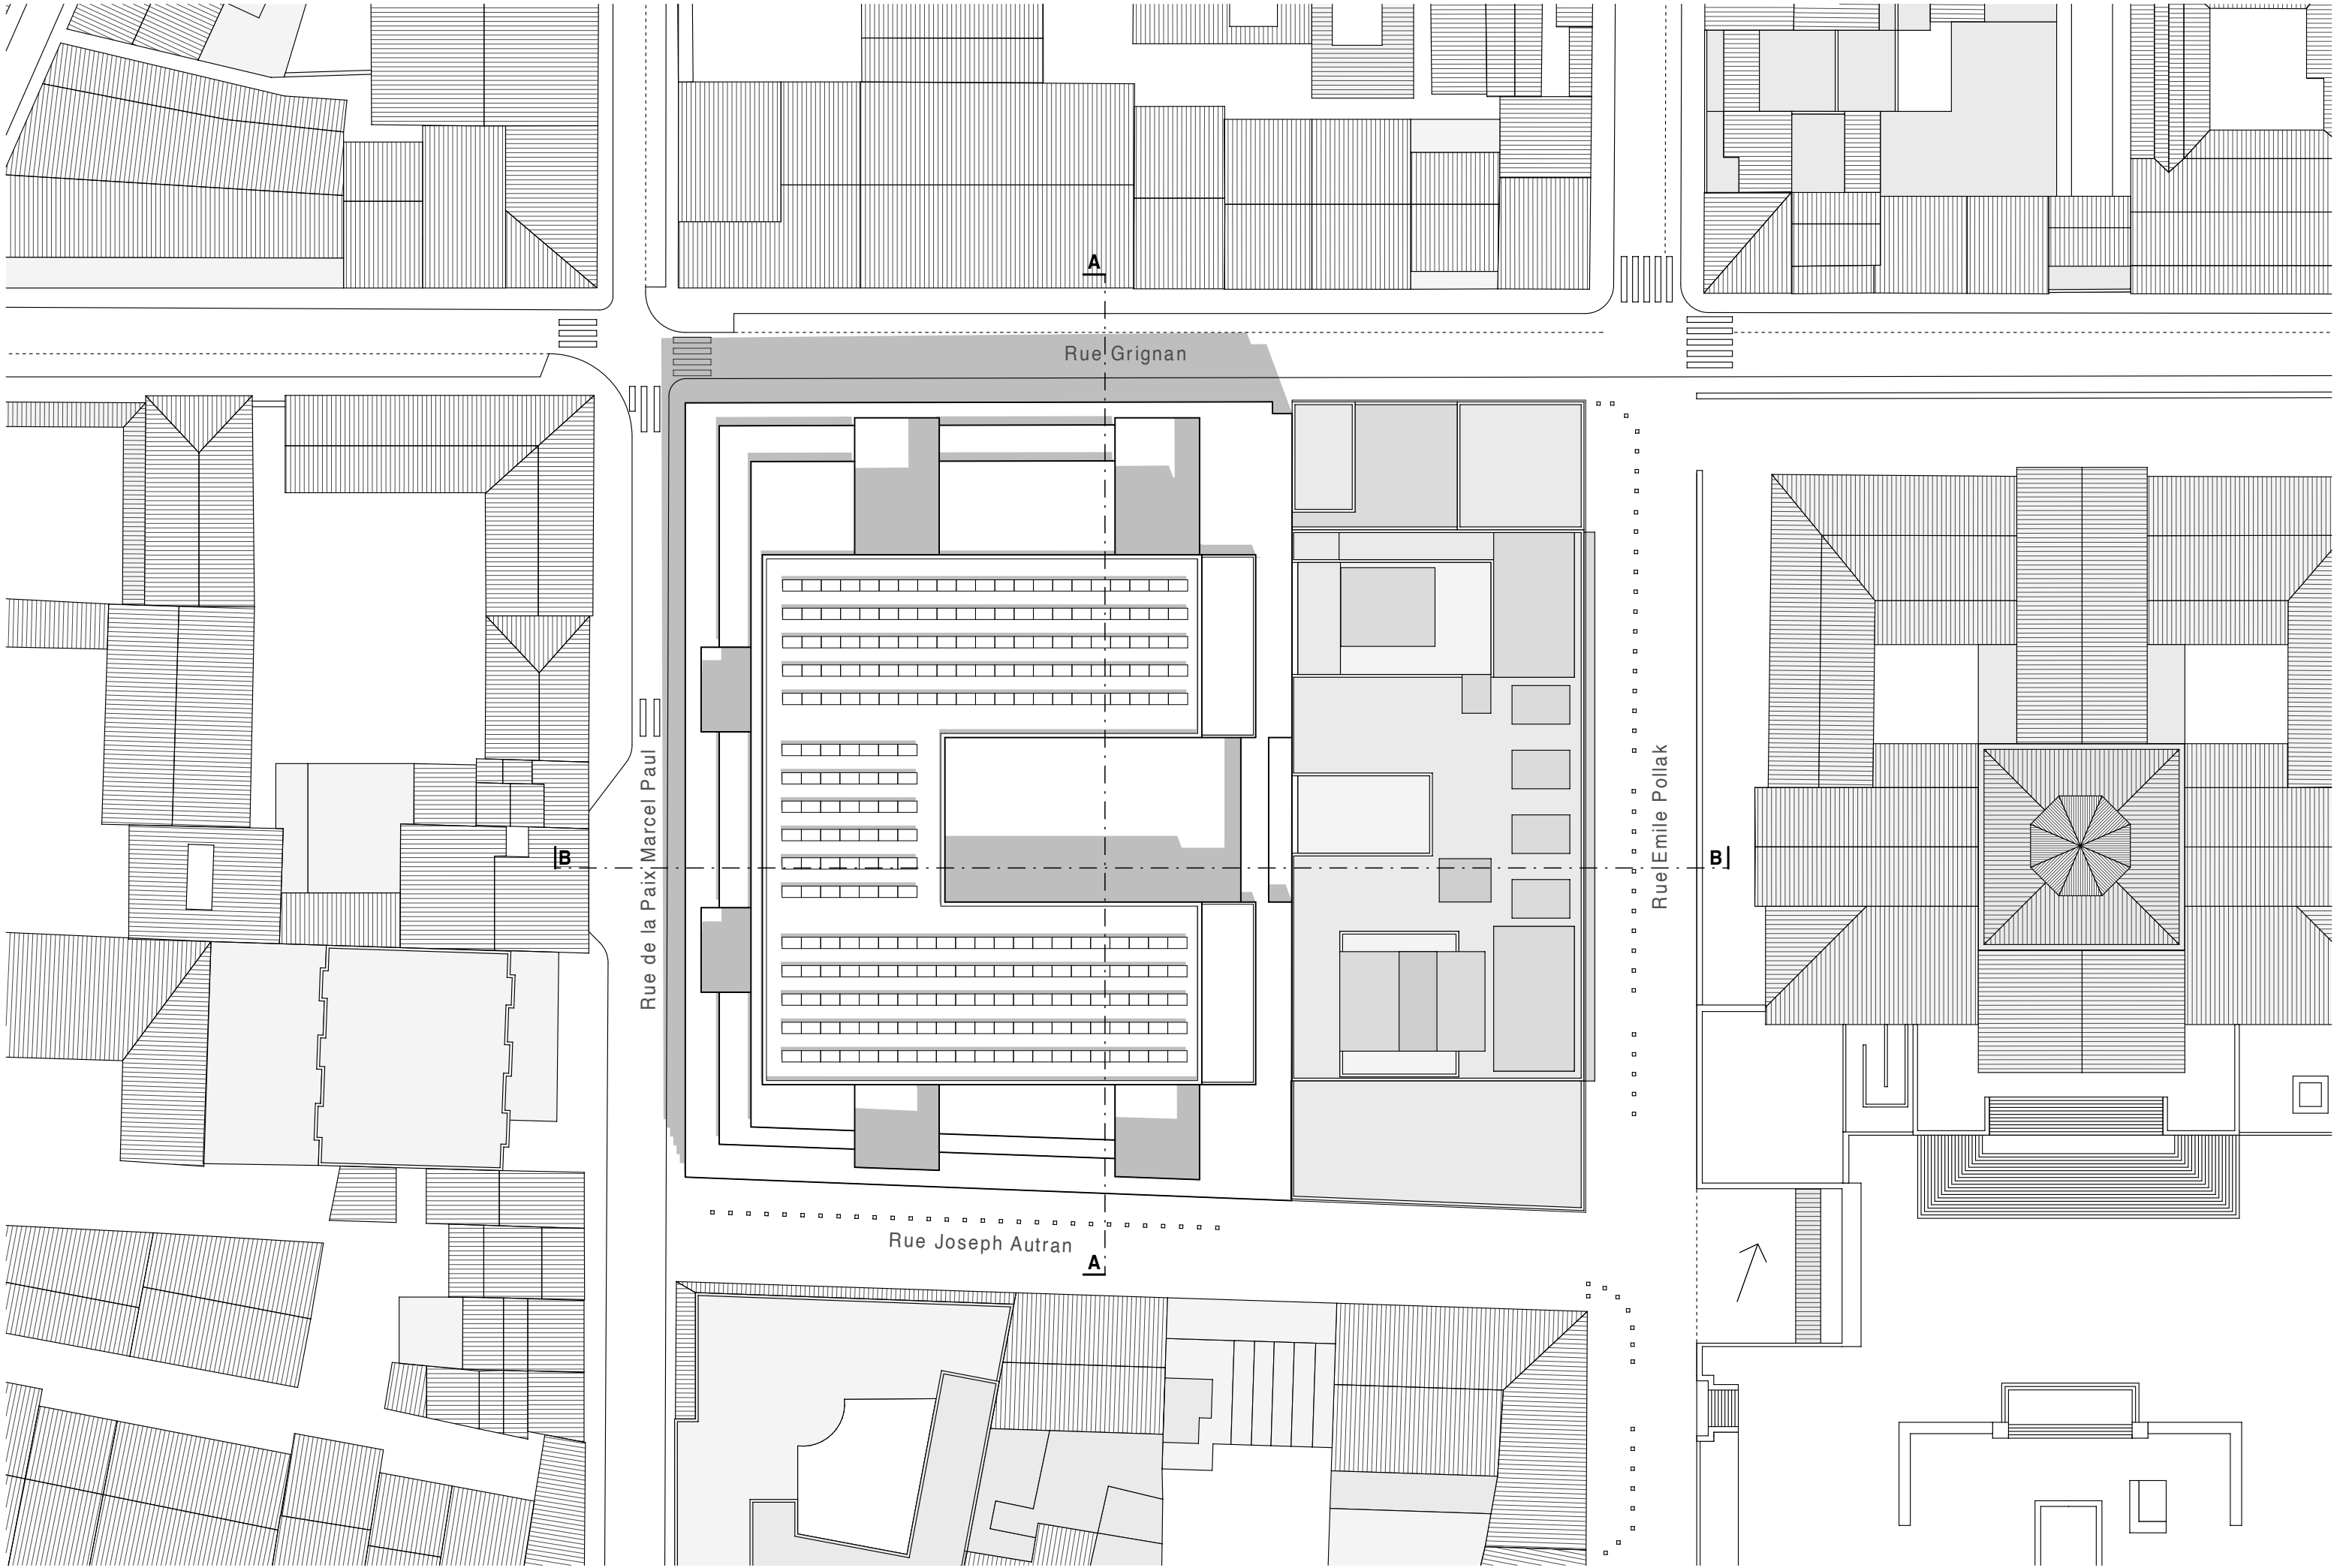 A
Rue Grignan
Rue de la Paix Marcel Paul
Rue Emile Pollak
B
B
Rue Joseph Autran
A